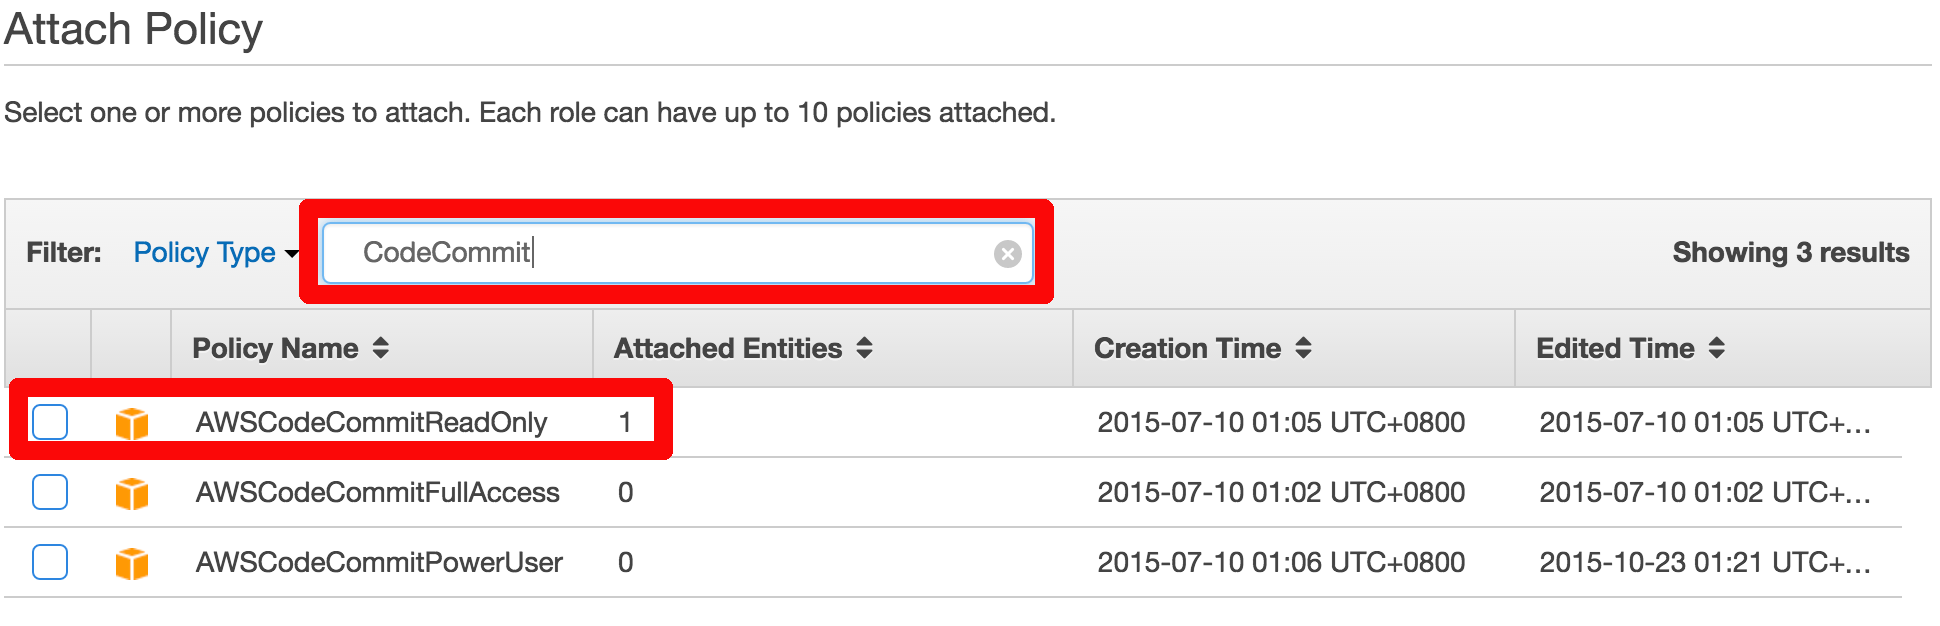 Attach Policy
Select one or more policies to attach. Each role can have up to 10 policies attached.
Filter: Policy Type CodeCommit Showing 3 results
Policy Name Attached Entities Creation Time Edited Time
AWSCodeCommitReadOnly 1 2015-07-10 01:05 UTC+0800 2015-07-10 01:05 UTC+...
AWSCodeCommitFullAccess 0 2015-07-10 01:02 UTC+0800 2015-07-10 01:02 UTC+...
AWSCodeCommitPowerUser 0 2015-07-10 01:06 UTC+0800 2015-10-23 01:21 UTC+...